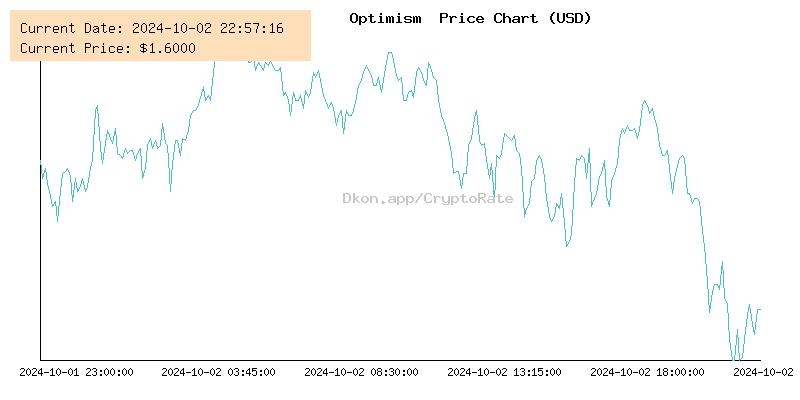 Optimism  Price Chart (USD)
Current Date: 2024-10-02 22:57:16
Current Price: $1.6000
Dkon.app/CryptoRate
2024-10-01 23:00:00 2024-10-02 03:45:00 2024-10-02 08:30:00 2024-10-02 13:15:00 2024-10-02 18:00:00 2024-10-02